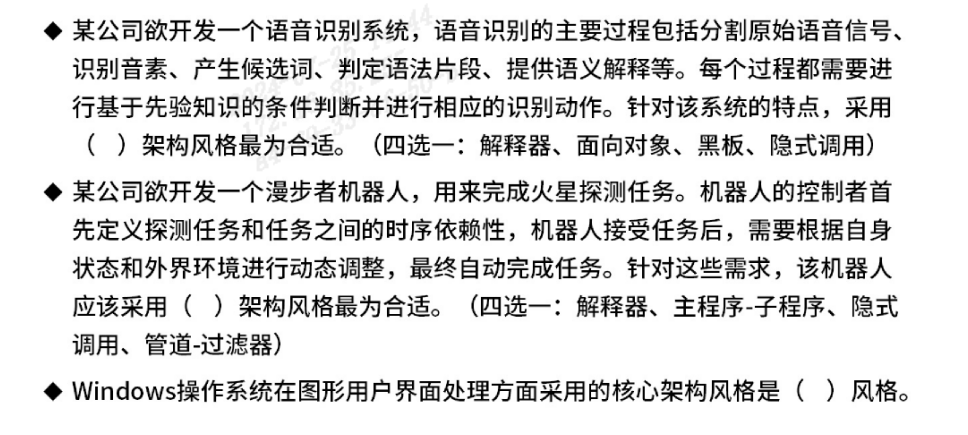 ◆ 某公司欲开发一个语音识别系统，语音识别的主要过程包括分割原始语音信号、
识别音素、产生候选词、判定语法片段、提供语义解释等。每个过程都需要进
行基于先验知识的条件判断并进行相应的识别动作。针对该系统的特点，采用
（　）架构风格最为合适。（四选一：解释器、面向对象、黑板、隐式调用）
◆ 某公司欲开发一个漫步者机器人，用来完成火星探测任务。机器人的控制者首
先定义探测任务和任务之间的时序依赖性，机器人接受任务后，需要根据自身
状态和外界环境进行动态调整，最终自动完成任务。针对这些需求，该机器人
应该采用（　）架构风格最为合适。（四选一：解释器、主程序-子程序、隐式
调用、管道-过滤器）
◆ Windows操作系统在图形用户界面处理方面采用的核心架构风格是（　）风格。